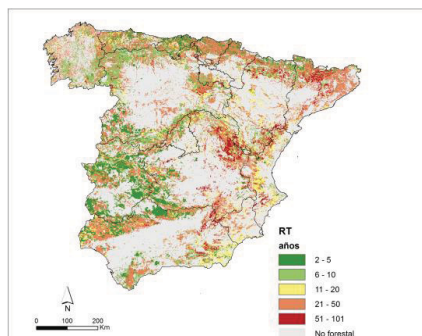 RT
años
2 - 5
6 - 10
11 - 20
21 - 50
51 - 101
No forestal
N
0 100 200
Km